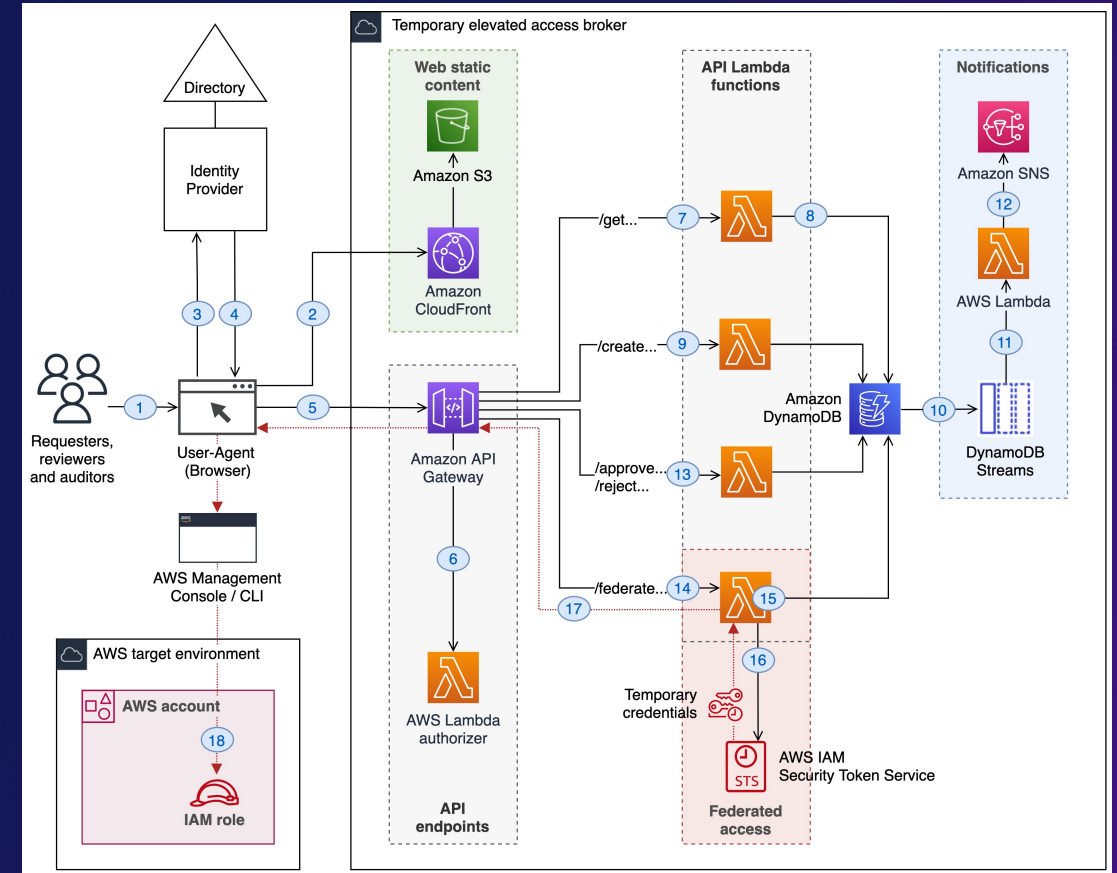 Temporary elevated access broker
Directory
Identity
Provider
3
4
2
1
Requesters,
reviewers
and auditors
User-Agent
(Browser)
5
aws
AWS Management
Console / CLI
AWS target environment
AWS account
18
IAM role
Web static
content
Amazon S3
Amazon
CloudFront
Amazon API
Gateway
6
AWS Lambda
authorizer
API
endpoints
API Lambda
functions
/get...
7
8
/create...
9
/approve...
/reject...
13
/federate...
14
15
17
16
Temporary
credentials
STS
AWS IAM
Security Token Service
Federated
access
Amazon
DynamoDB
10
Notifications
Amazon SNS
12
AWS Lambda
11
DynamoDB
Streams